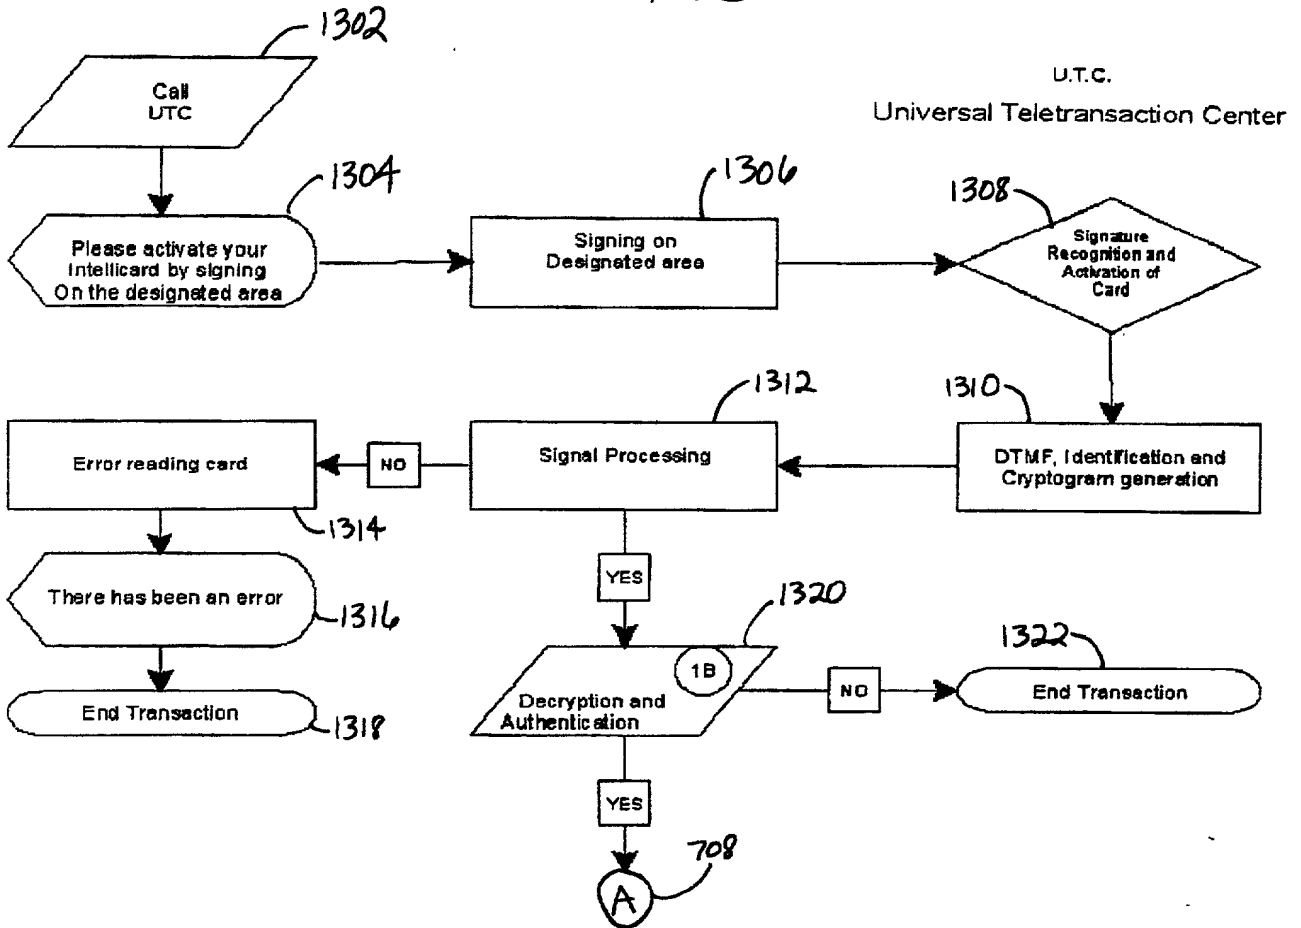 1302
Call
UTC
U.T.C.
Universal Teletransaction Center
1304
Please activate your
Intellicard by signing
On the designated area
1306
Signing on
Designated area
1308
Signature
Recognition and
Activation of
Card
1310
DTMF, Identification and
Cryptogram generation
1312
Signal Processing
NO
Error reading card
1314
There has been an error
1316
End Transaction
1318
YES
1320
1B
Decryption and
Authentication
NO
1322
End Transaction
YES
708
A